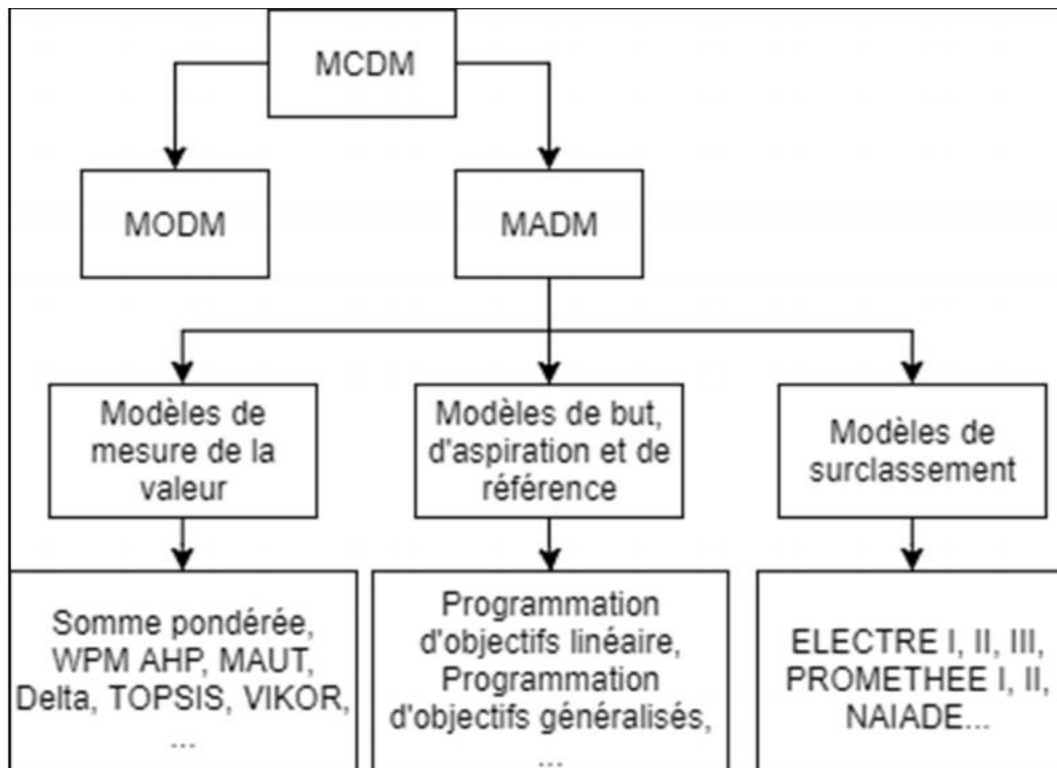 MCDM
MODM
MADM
Modèles de
mesure de la
valeur
Modèles de but,
d'aspiration et de
référence
Modèles de
surclassement
Somme pondérée,
WPM AHP, MAUT,
Delta, TOPSIS, VIKOR,
...
Programmation
d'objectifs linéaire,
Programmation
d'objectifs généralisés,
...
ELECTRE I, II, III,
PROMETHEE I, II,
NAIADE...